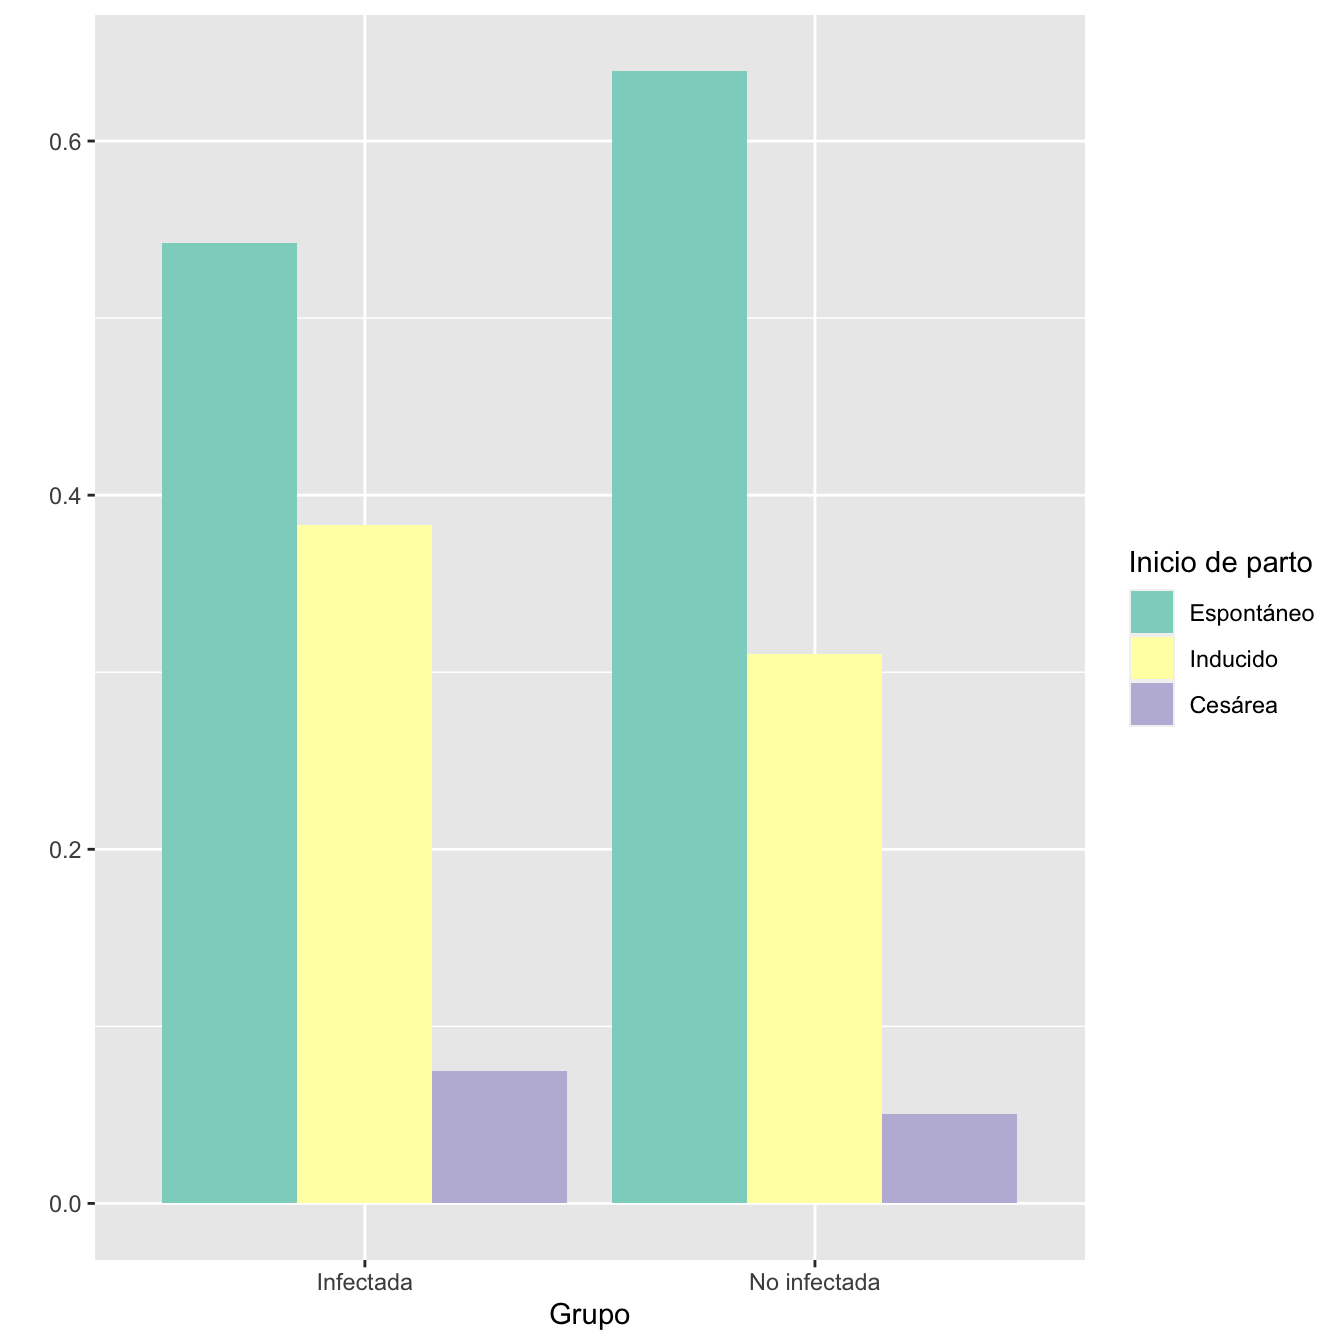 0.6
0.4
0.2
0.0
Infectada
No infectada
Grupo
Inicio de parto
Espontáneo
Inducido
Cesárea